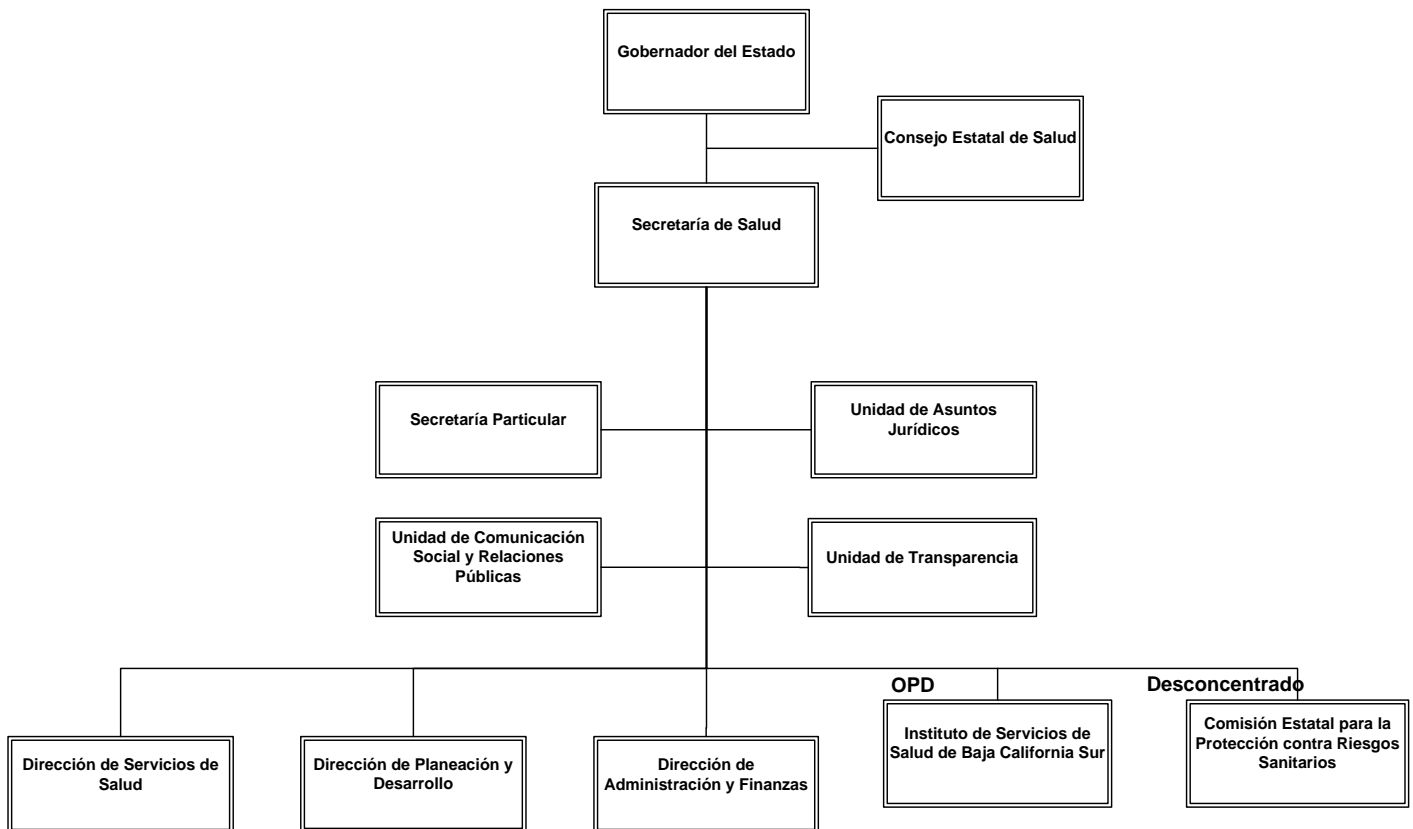 Gobernador del Estado
Consejo Estatal de Salud
Secretaría de Salud
Secretaría Particular
Unidad de Asuntos
Jurídicos
Unidad de Comunicación
Social y Relaciones
Públicas
Unidad de Transparencia
OPD
Desconcentrado
Dirección de Servicios de
Salud
Dirección de Planeación y
Desarrollo
Dirección de
Administración y Finanzas
Instituto de Servicios de
Salud de Baja California Sur
Comisión Estatal para la
Protección contra Riesgos
Sanitarios